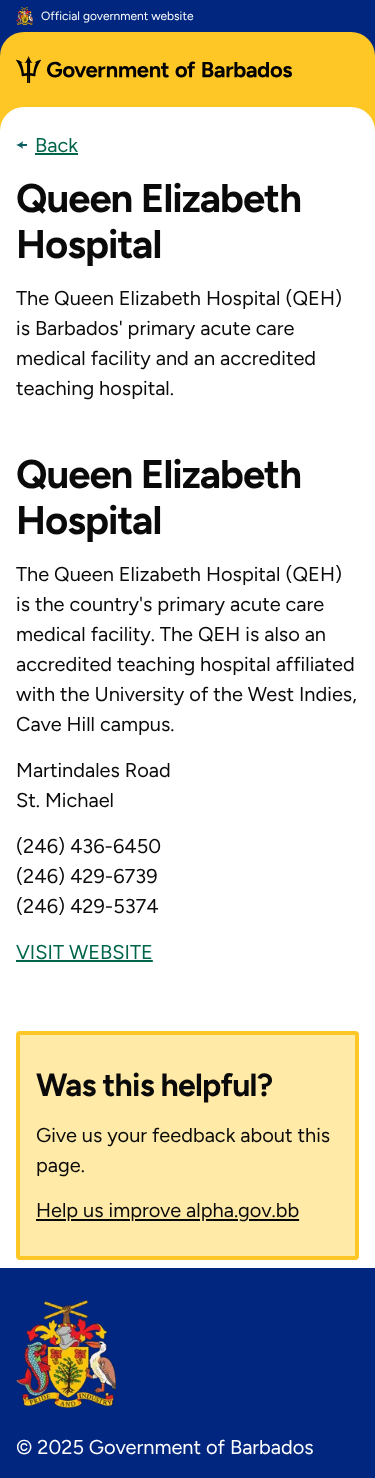 Official government website
Government of Barbados
Back
Queen Elizabeth
Hospital
The Queen Elizabeth Hospital (QEH)
is Barbados' primary acute care
medical facility and an accredited
teaching hospital.
Queen Elizabeth
Hospital
The Queen Elizabeth Hospital (QEH)
is the country's primary acute care
medical facility. The QEH is also an
accredited teaching hospital affiliated
with the University of the West Indies,
Cave Hill campus.
Martindales Road
St. Michael
(246) 436-6450
(246) 429-6739
(246) 429-5374
VISIT WEBSITE
Was this helpful?
Give us your feedback about this
page.
Help us improve alpha.gov.bb
PRIDE AND INDUSTRY
© 2025 Government of Barbados